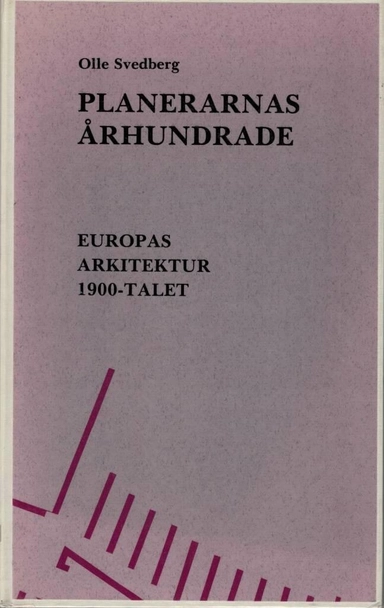 Olle Svedberg
PLANERARNAS
ÅRHUNDRADE
EUROPAS
ARKITEKTUR
1900-TALET